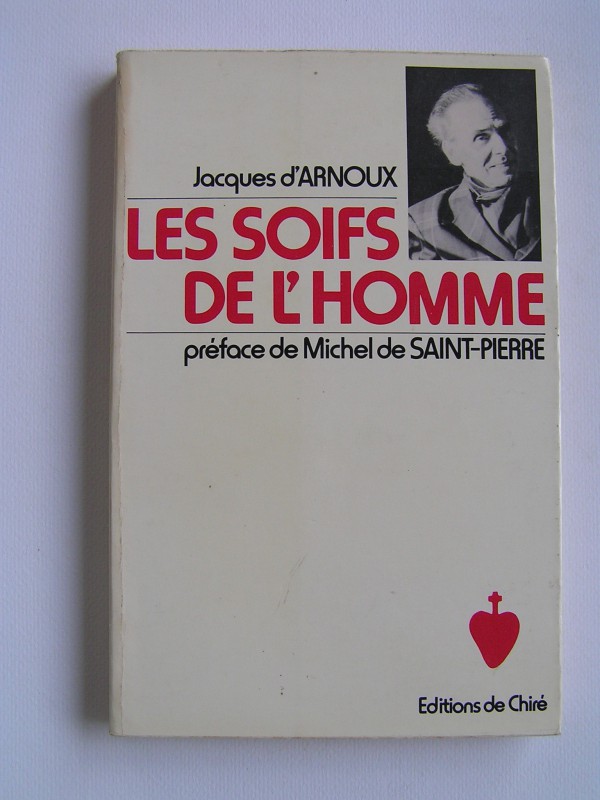 Jacques d'ARNOUX
LES SOIFS
DE L'HOMME
préface de Michel de SAINT-PIERRE
Editions de Chiré